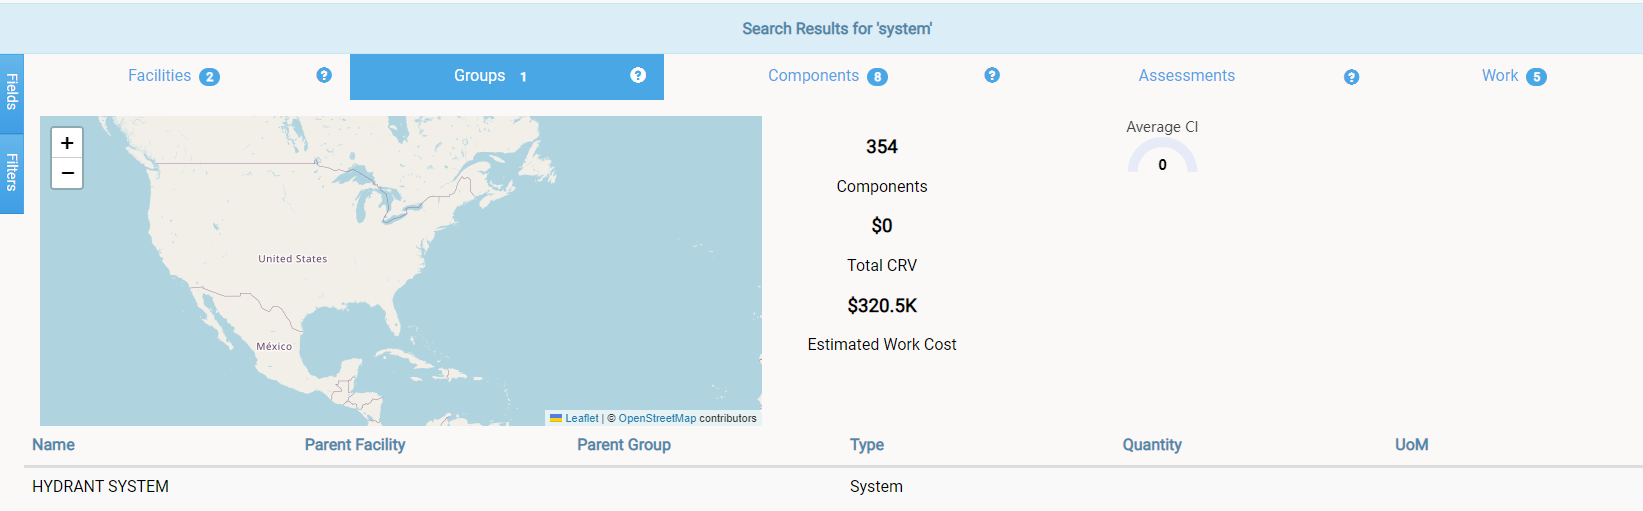 Search Results for 'system'
Fields
Filters
Facilities 2 ?
Groups 1 ?
Components 8 ?
Assessments ?
Work 5
+
−
United States
México
Leaflet | © OpenStreetMap contributors
354
Components
$0
Total CRV
$320.5K
Estimated Work Cost
Average CI
0
Name Parent Facility Parent Group Type Quantity UoM
HYDRANT SYSTEM System